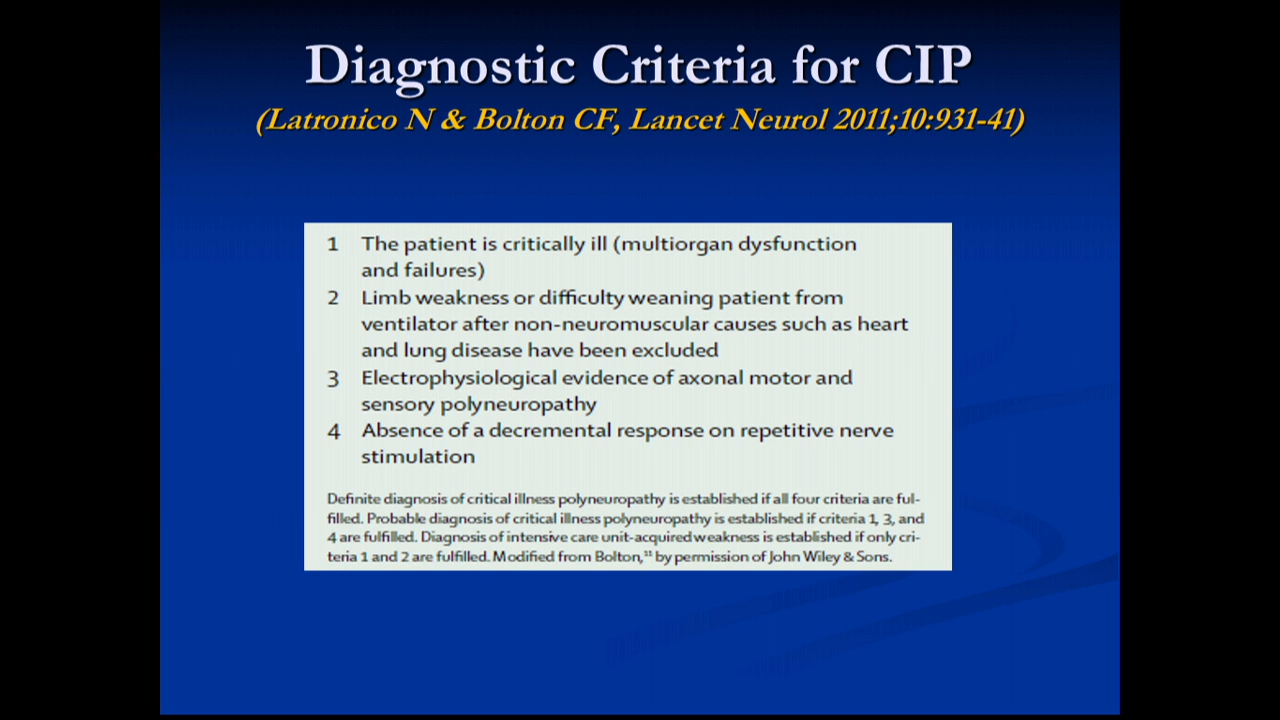 Diagnostic Criteria for CIP
(Latronico N & Bolton CF, Lancet Neurol 2011;10:931-41)
1 The patient is critically ill (multiorgan dysfunction
and failures)
2 Limb weakness or difficulty weaning patient from
ventilator after non-neuromuscular causes such as heart
and lung disease have been excluded
3 Electrophysiological evidence of axonal motor and
sensory polyneuropathy
4 Absence of a decremental response on repetitive nerve
stimulation
Definite diagnosis of critical illness polyneuropathy is established if all four criteria are ful-
filled. Probable diagnosis of critical illness polyneuropathy is established if criteria 1, 3, and
4 are fulfilled. Diagnosis of intensive care unit-acquired weakness is established if only cri-
teria 1 and 2 are fulfilled. Modified from Bolton,¹¹ by permission of John Wiley & Sons.